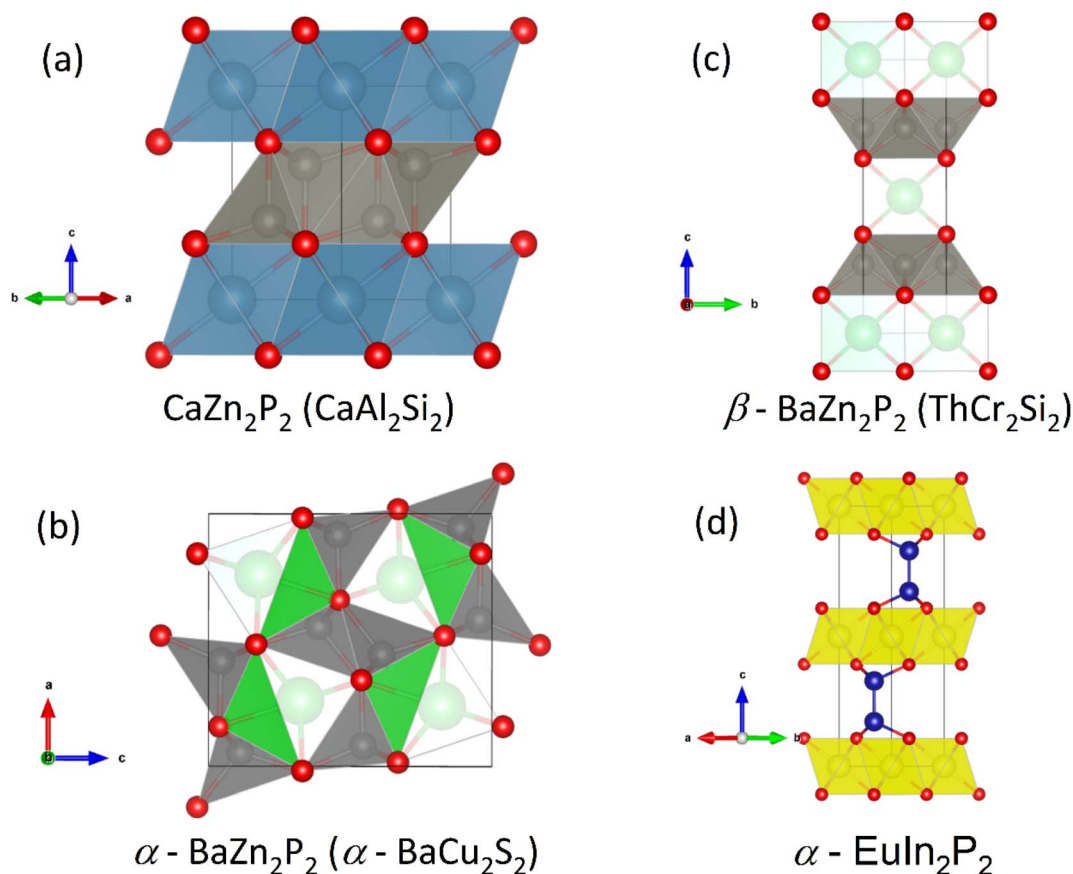 (a)
c
b
a
CaZn₂P₂ (CaAl₂Si₂)
(c)
c
a
b
β - BaZn₂P₂ (ThCr₂Si₂)
(b)
a
b
c
α - BaZn₂P₂ (α - BaCu₂S₂)
(d)
c
a
b
α - EuIn₂P₂